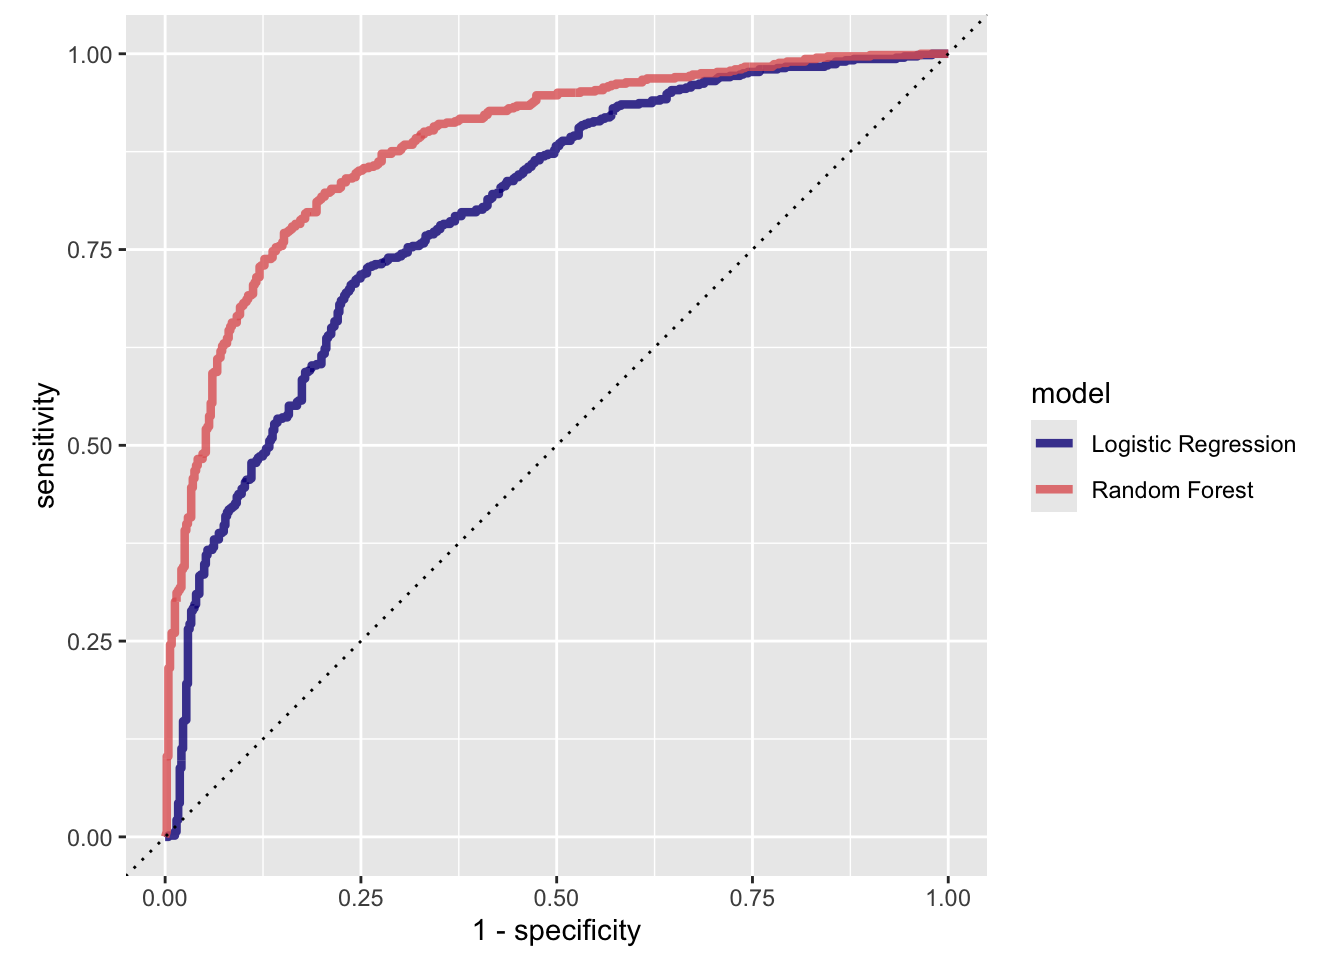 1.00
0.75
0.50
0.25
0.00
sensitivity
0.00 0.25 0.50 0.75 1.00
1 - specificity
model
Logistic Regression
Random Forest